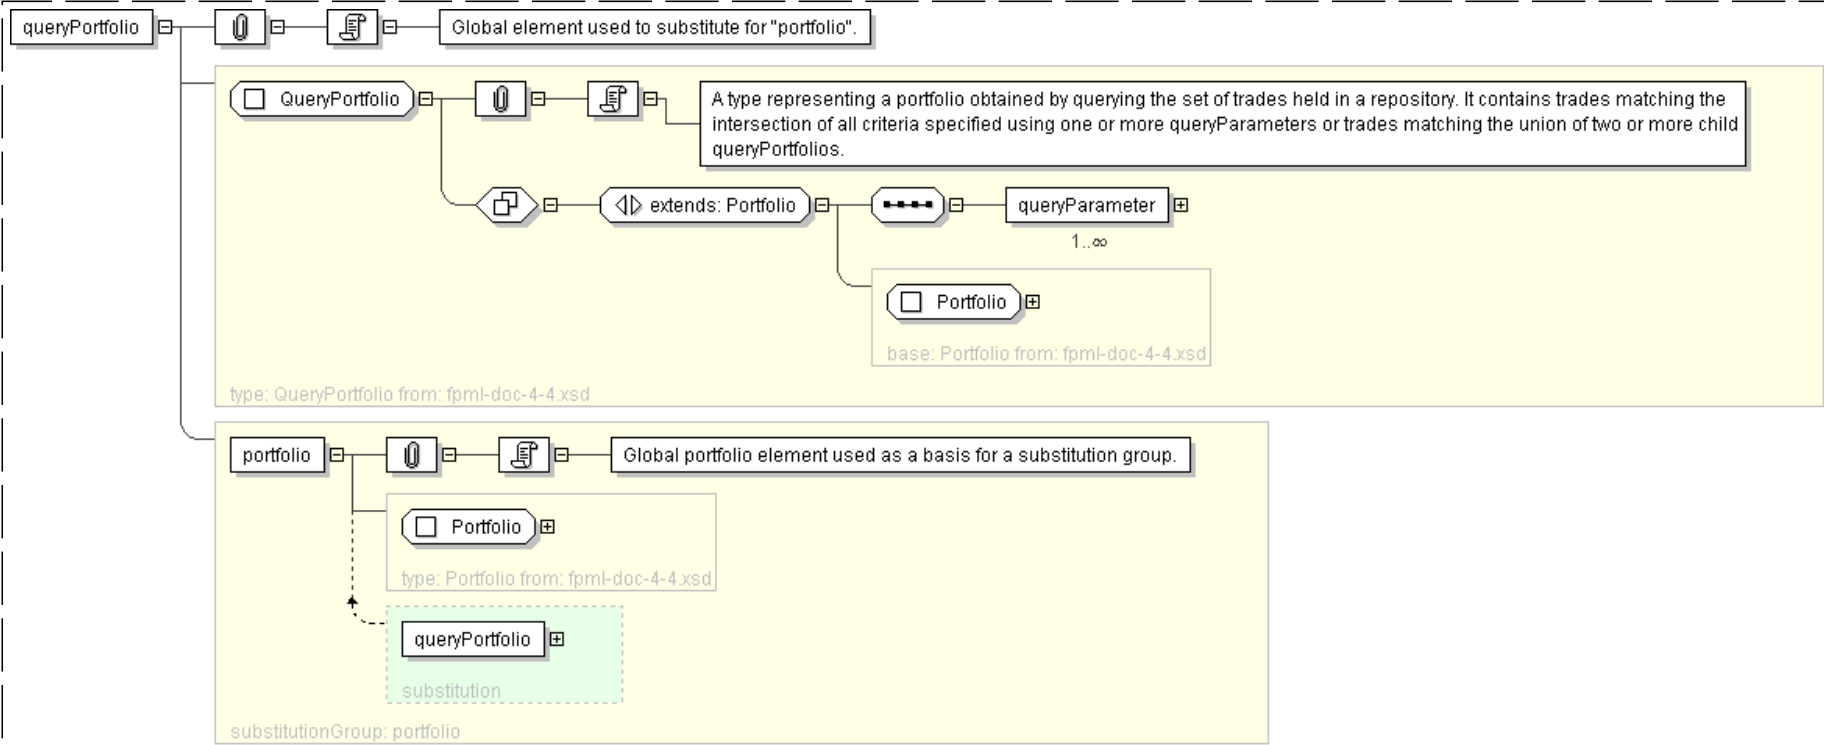 queryPortfolio
Global element used to substitute for "portfolio".
QueryPortfolio
A type representing a portfolio obtained by querying the set of trades held in a repository. It contains trades matching the
intersection of all criteria specified using one or more queryParameters or trades matching the union of two or more child
queryPortfolios.
extends: Portfolio
queryParameter
1..∞
Portfolio
base: Portfolio from: fpml-doc-4-4.xsd
type: QueryPortfolio from: fpml-doc-4-4.xsd
portfolio
Global portfolio element used as a basis for a substitution group.
Portfolio
type: Portfolio from: fpml-doc-4-4.xsd
queryPortfolio
substitution
substitutionGroup: portfolio